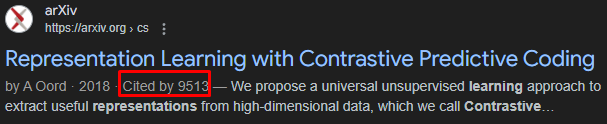 arXiv
https://arxiv.org › cs
Representation Learning with Contrastive Predictive Coding
by A Oord · 2018 · Cited by 9513 — We propose a universal unsupervised learning approach to
extract useful representations from high-dimensional data, which we call Contrastive...